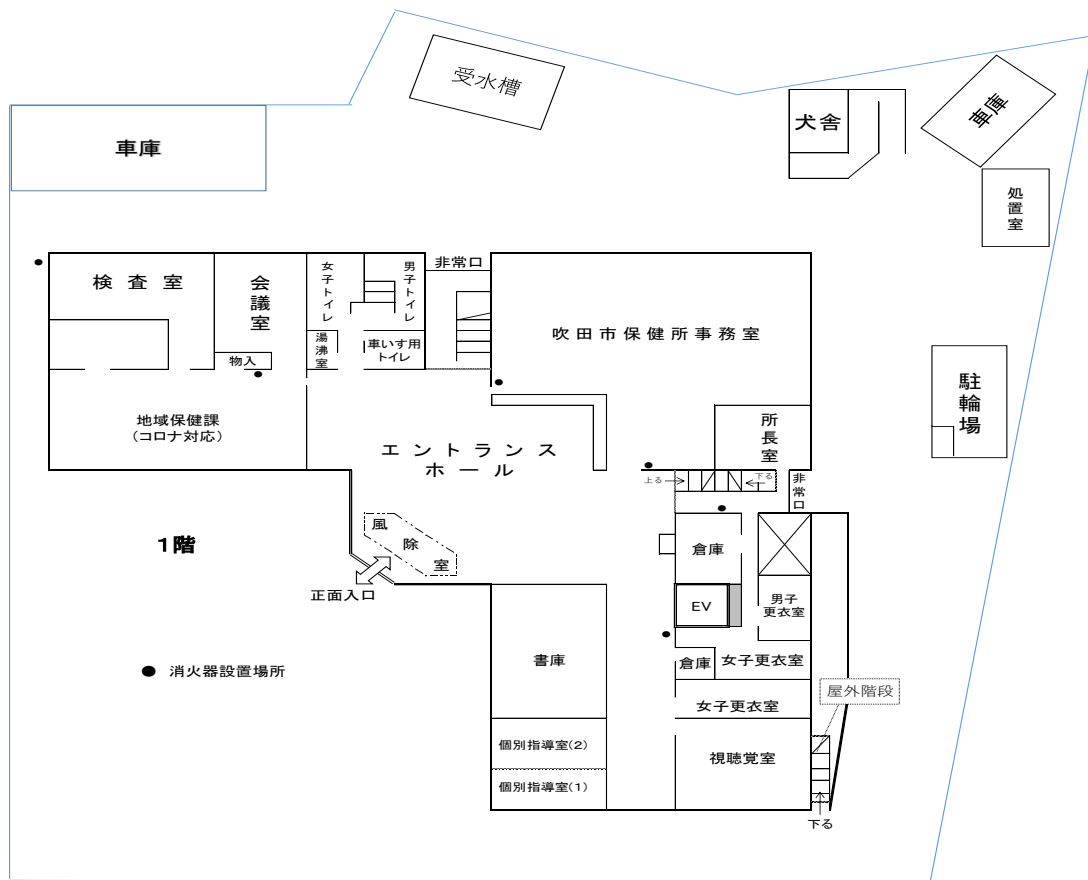 受水槽
車庫
犬舎
車庫
処置室
検査室
会議室
女子トイレ
男子トイレ
非常口
吹田市保健所事務室
湯沸室
車いす用
トイレ
物入
駐輪場
地域保健課
(コロナ対応)
エントランス
ホール
所長室
上る
下る
非常口
1階
風除室
倉庫
正面入口
EV
男子
更衣室
書庫
倉庫
女子更衣室
● 消火器設置場所
女子更衣室
屋外階段
個別指導室(2)
視聴覚室
個別指導室(1)
下る